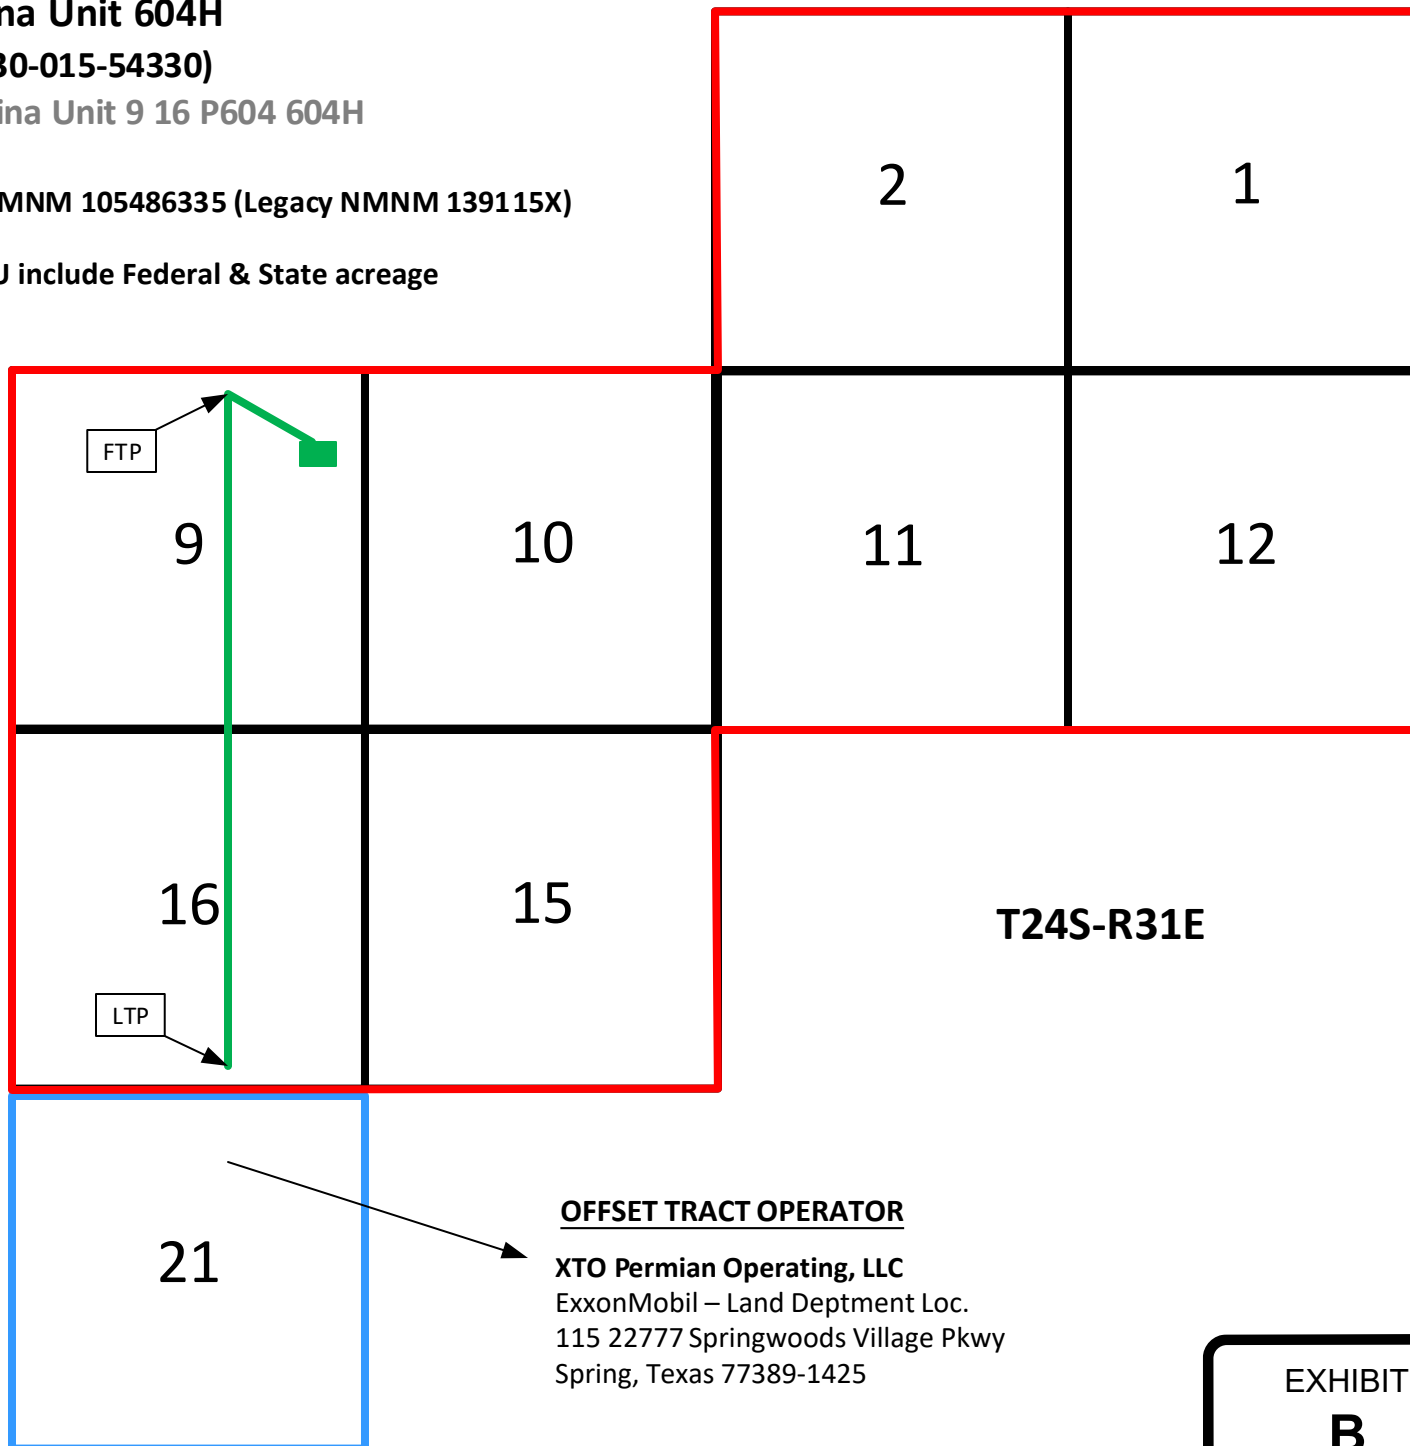 na Unit 604H
30-015-54330)
ina Unit 9 16 P604 604H
MNM 105486335 (Legacy NMNM 139115X)
U include Federal & State acreage
2
1
FTP
9
10
11
12
16
15
T24S-R31E
LTP
21
OFFSET TRACT OPERATOR
XTO Permian Operating, LLC
ExxonMobil – Land Deptment Loc.
115 22777 Springwoods Village Pkwy
Spring, Texas 77389-1425
EXHIBIT
B